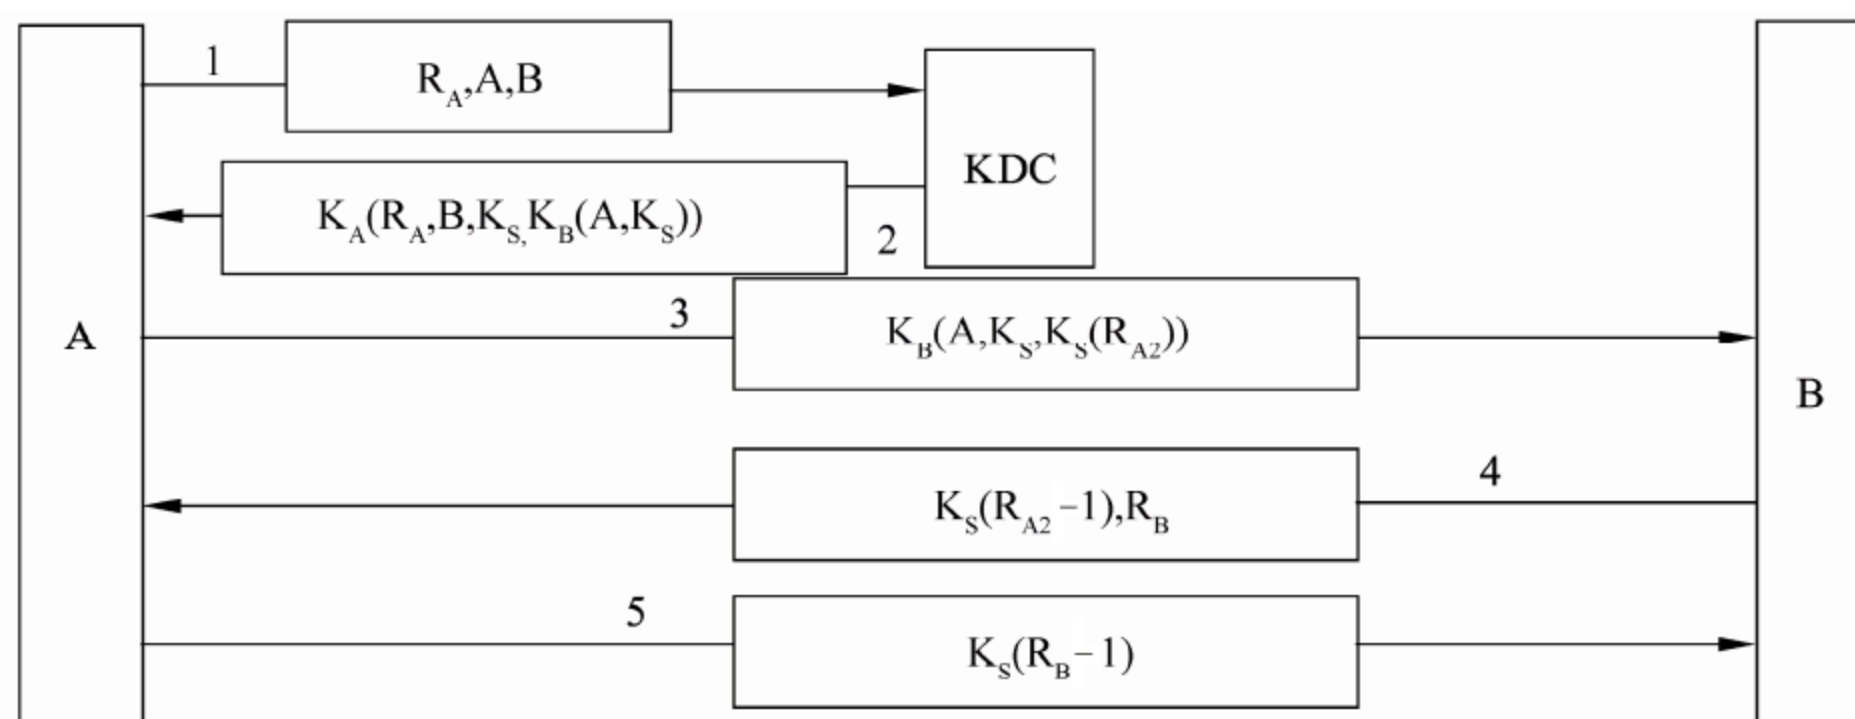 1
R_A,A,B
KDC
K_A(R_A,B,K_S,K_B(A,K_S))
2
3
K_B(A,K_S,K_S(R_A2))
A
B
4
K_S(R_A2−1),R_B
5
K_S(R_B−1)